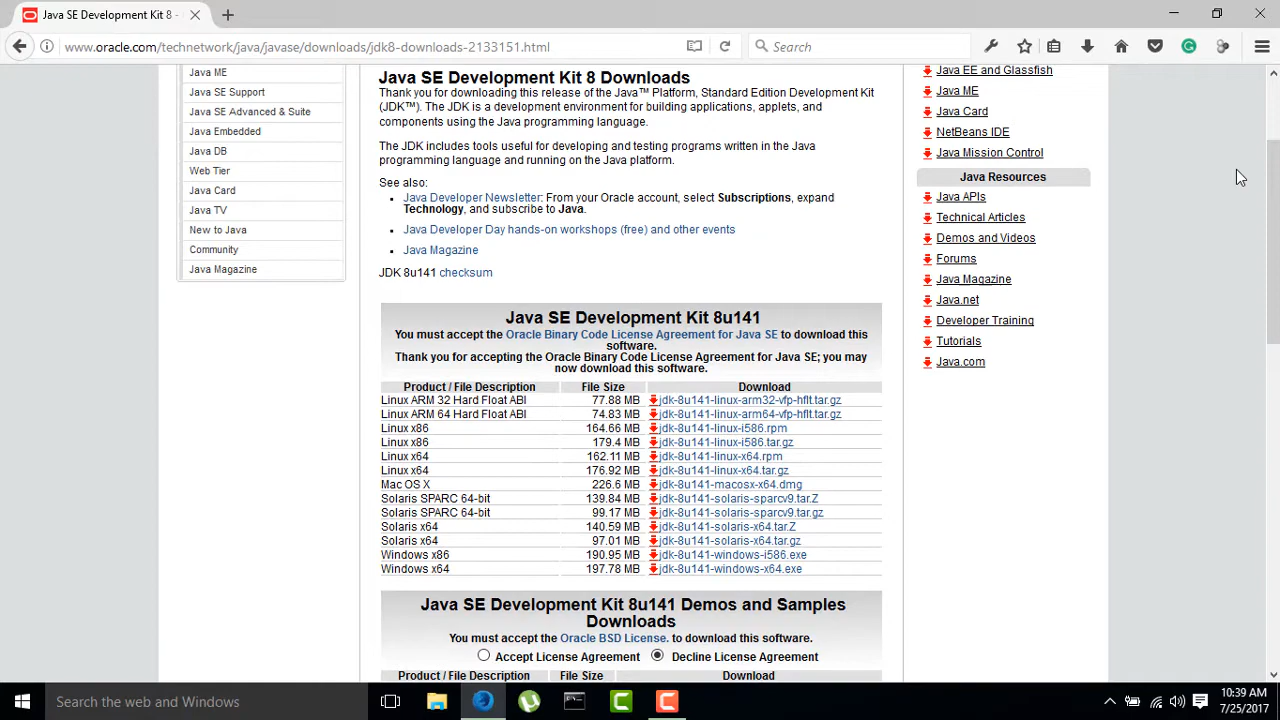 Java SE Development Kit 8 -
www.oracle.com/technetwork/java/javase/downloads/jdk8-downloads-2133151.net
Search
Java ME
Java SE Support
Java SE Advanced & Suite
Java Embedded
Java DB
Web Tier
Java Card
Java TV
New to Java
Community
Java Magazine
Java SE Development Kit 8 Downloads
Thank you for downloading this release of the Java™ Platform, Standard Edition Development Kit
(JDK™). The JDK is a development environment for building applications, applets, and
components using the Java programming language.
The JDK includes tools useful for developing and testing programs written in the Java
programming language and running on the Java platform.
See also:
Java Developer Newsletter: From your Oracle account, select Subscriptions, expand
Technology, and subscribe to Java.
Java Developer Day hands-on workshops (free) and other events
Java Magazine
JDK 8u141 checksum
Java SE Development Kit 8u141
You must accept the Oracle Binary Code License Agreement for Java SE to download this
software.
Thank you for accepting the Oracle Binary Code License Agreement for Java SE; you may
now download this software.
Product / File Description File Size Download
Linux ARM 32 Hard Float ABI 77.88 MB jdk-8u141-linux-arm32-vfp-hflt.tar.gz
Linux ARM 64 Hard Float ABI 74.83 MB jdk-8u141-linux-arm64-vfp-hflt.tar.gz
Linux x86 164.66 MB jdk-8u141-linux-i586.rpm
Linux x86 179.4 MB jdk-8u141-linux-i586.tar.gz
Linux x64 162.11 MB jdk-8u141-linux-x64.rpm
Linux x64 176.92 MB jdk-8u141-linux-x64.tar.gz
Mac OS X 226.6 MB jdk-8u141-macosx-x64.dmg
Solaris SPARC 64-bit 139.84 MB jdk-8u141-solaris-sparcv9.tar.Z
Solaris SPARC 64-bit 99.17 MB jdk-8u141-solaris-sparcv9.tar.gz
Solaris x64 140.59 MB jdk-8u141-solaris-x64.tar.Z
Solaris x64 97.01 MB jdk-8u141-solaris-x64.tar.gz
Windows x86 190.95 MB jdk-8u141-windows-i586.exe
Windows x64 197.78 MB jdk-8u141-windows-x64.exe
Java SE Development Kit 8u141 Demos and Samples
Downloads
You must accept the Oracle BSD License. to download this software.
Accept License Agreement Decline License Agreement
Product / File Description File Size Download
Java EE and Glassfish
Java ME
Java Card
NetBeans IDE
Java Mission Control
Java Resources
Java APIs
Technical Articles
Demos and Videos
Forums
Java Magazine
Java.net
Developer Training
Tutorials
Java.com
Search the web and Windows
10:39 AM
7/25/2017